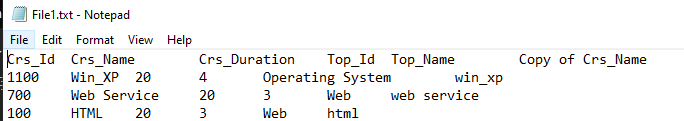 File1.txt - Notepad
File Edit Format View Help
Crs_Id Crs_Name Crs_Duration Top_Id Top_Name Copy of Crs_Name
1100 Win_XP 20 4 Operating System win_xp
700 Web Service 20 3 Web web service
100 HTML 20 3 Web html